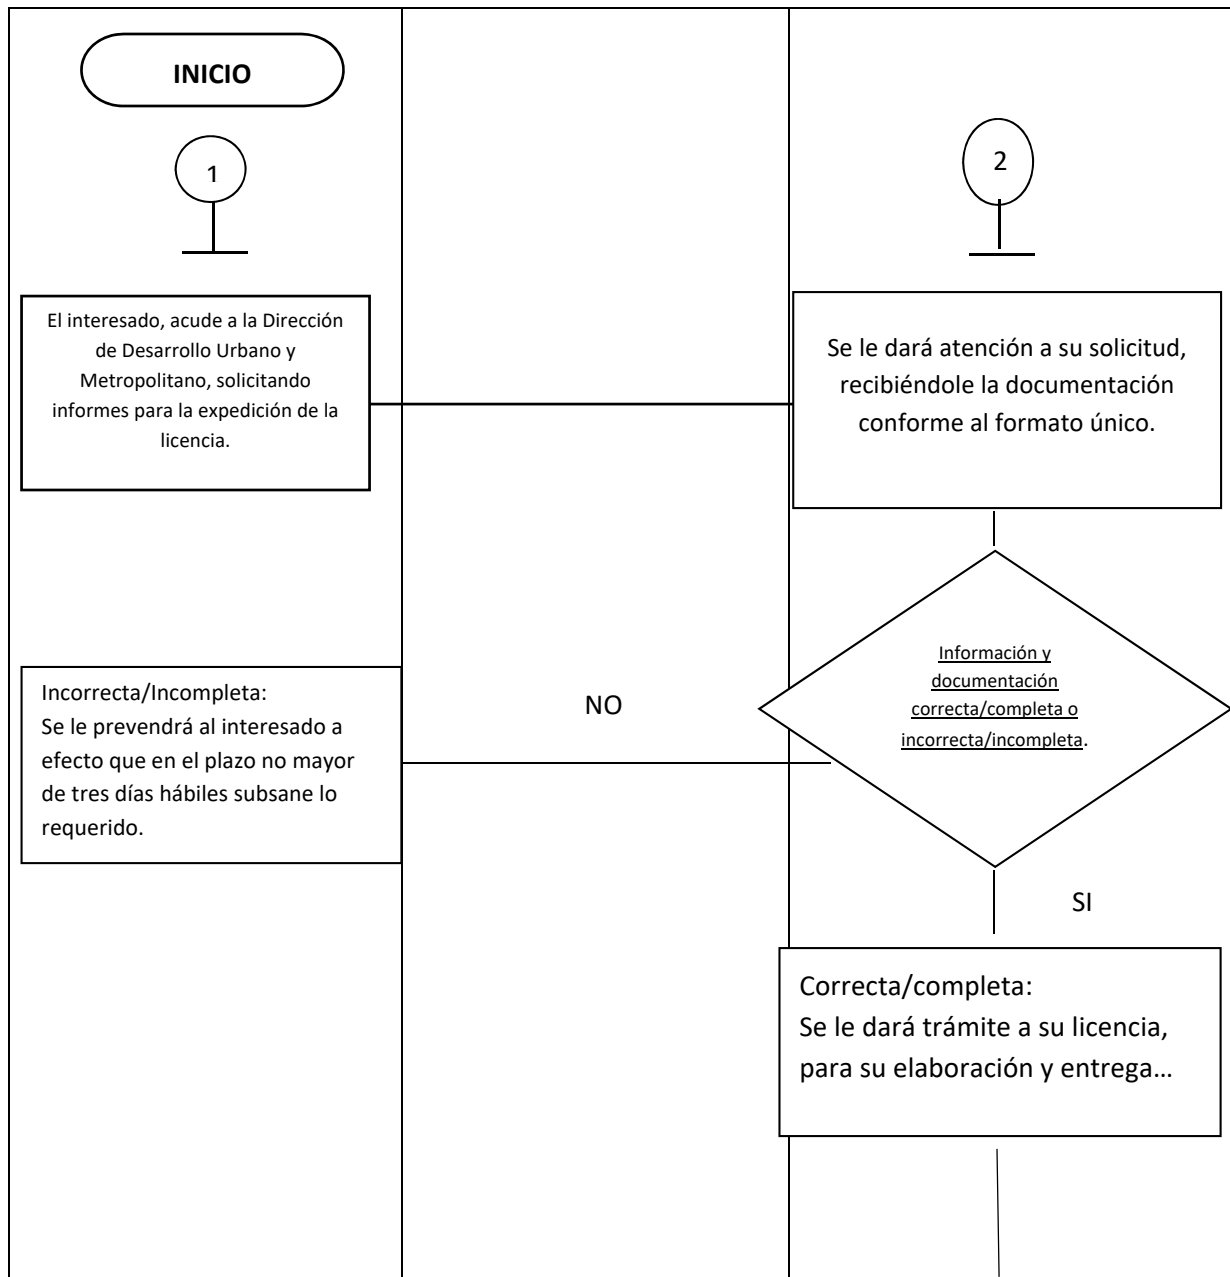 INICIO
1
2
El interesado, acude a la Dirección
de Desarrollo Urbano y
Metropolitano, solicitando
informes para la expedición de la
licencia.
Se le dará atención a su solicitud,
recibiéndole la documentación
conforme al formato único.
Información y
documentación
correcta/completa o
incorrecta/incompleta.
NO
Incorrecta/Incompleta:
Se le prevendrá al interesado a
efecto que en el plazo no mayor
de tres días hábiles subsane lo
requerido.
SI
Correcta/completa:
Se le dará trámite a su licencia,
para su elaboración y entrega...